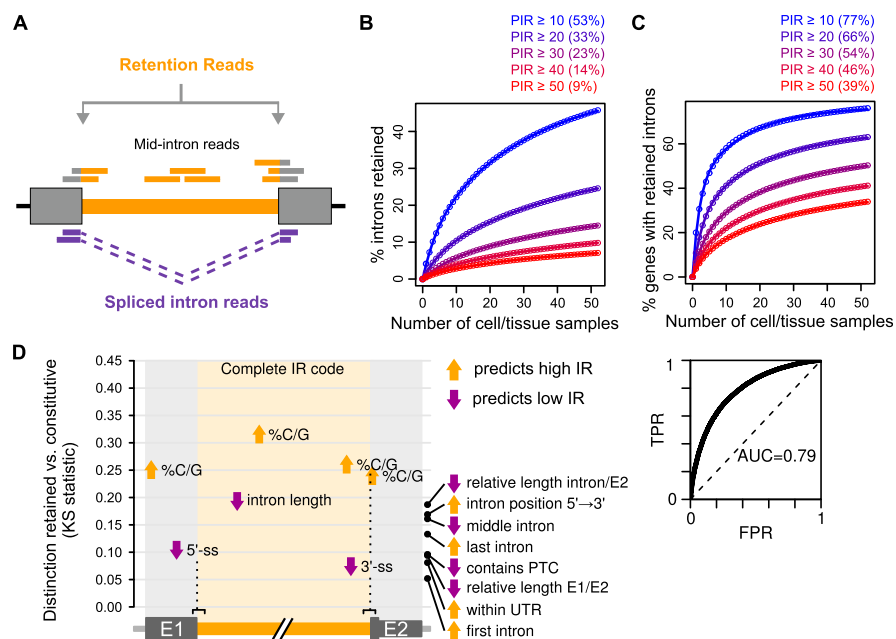 A
Retention Reads
Mid-intron reads
Spliced intron reads
B
PIR ≥ 10 (53%)
PIR ≥ 20 (33%)
PIR ≥ 30 (23%)
PIR ≥ 40 (14%)
PIR ≥ 50 (9%)
% introns retained
40
30
20
10
0
0 10 20 30 40 50
Number of cell/tissue samples
C
PIR ≥ 10 (77%)
PIR ≥ 20 (66%)
PIR ≥ 30 (54%)
PIR ≥ 40 (46%)
PIR ≥ 50 (39%)
% genes with retained introns
60
40
20
0
0 10 20 30 40 50
Number of cell/tissue samples
D
Distinction retained vs. constitutive
(KS statistic)
0.45
0.40
0.35
0.30
0.25
0.20
0.15
0.10
0.05
0.00
Complete IR code
predicts high IR
predicts low IR
%C/G
%C/G
%C/G
%C/G
intron length
5'-ss
3'-ss
E1
E2
relative length intron/E2
intron position 5'→3'
middle intron
last intron
contains PTC
relative length E1/E2
within UTR
first intron
TPR
1
0
AUC=0.79
0 1
FPR